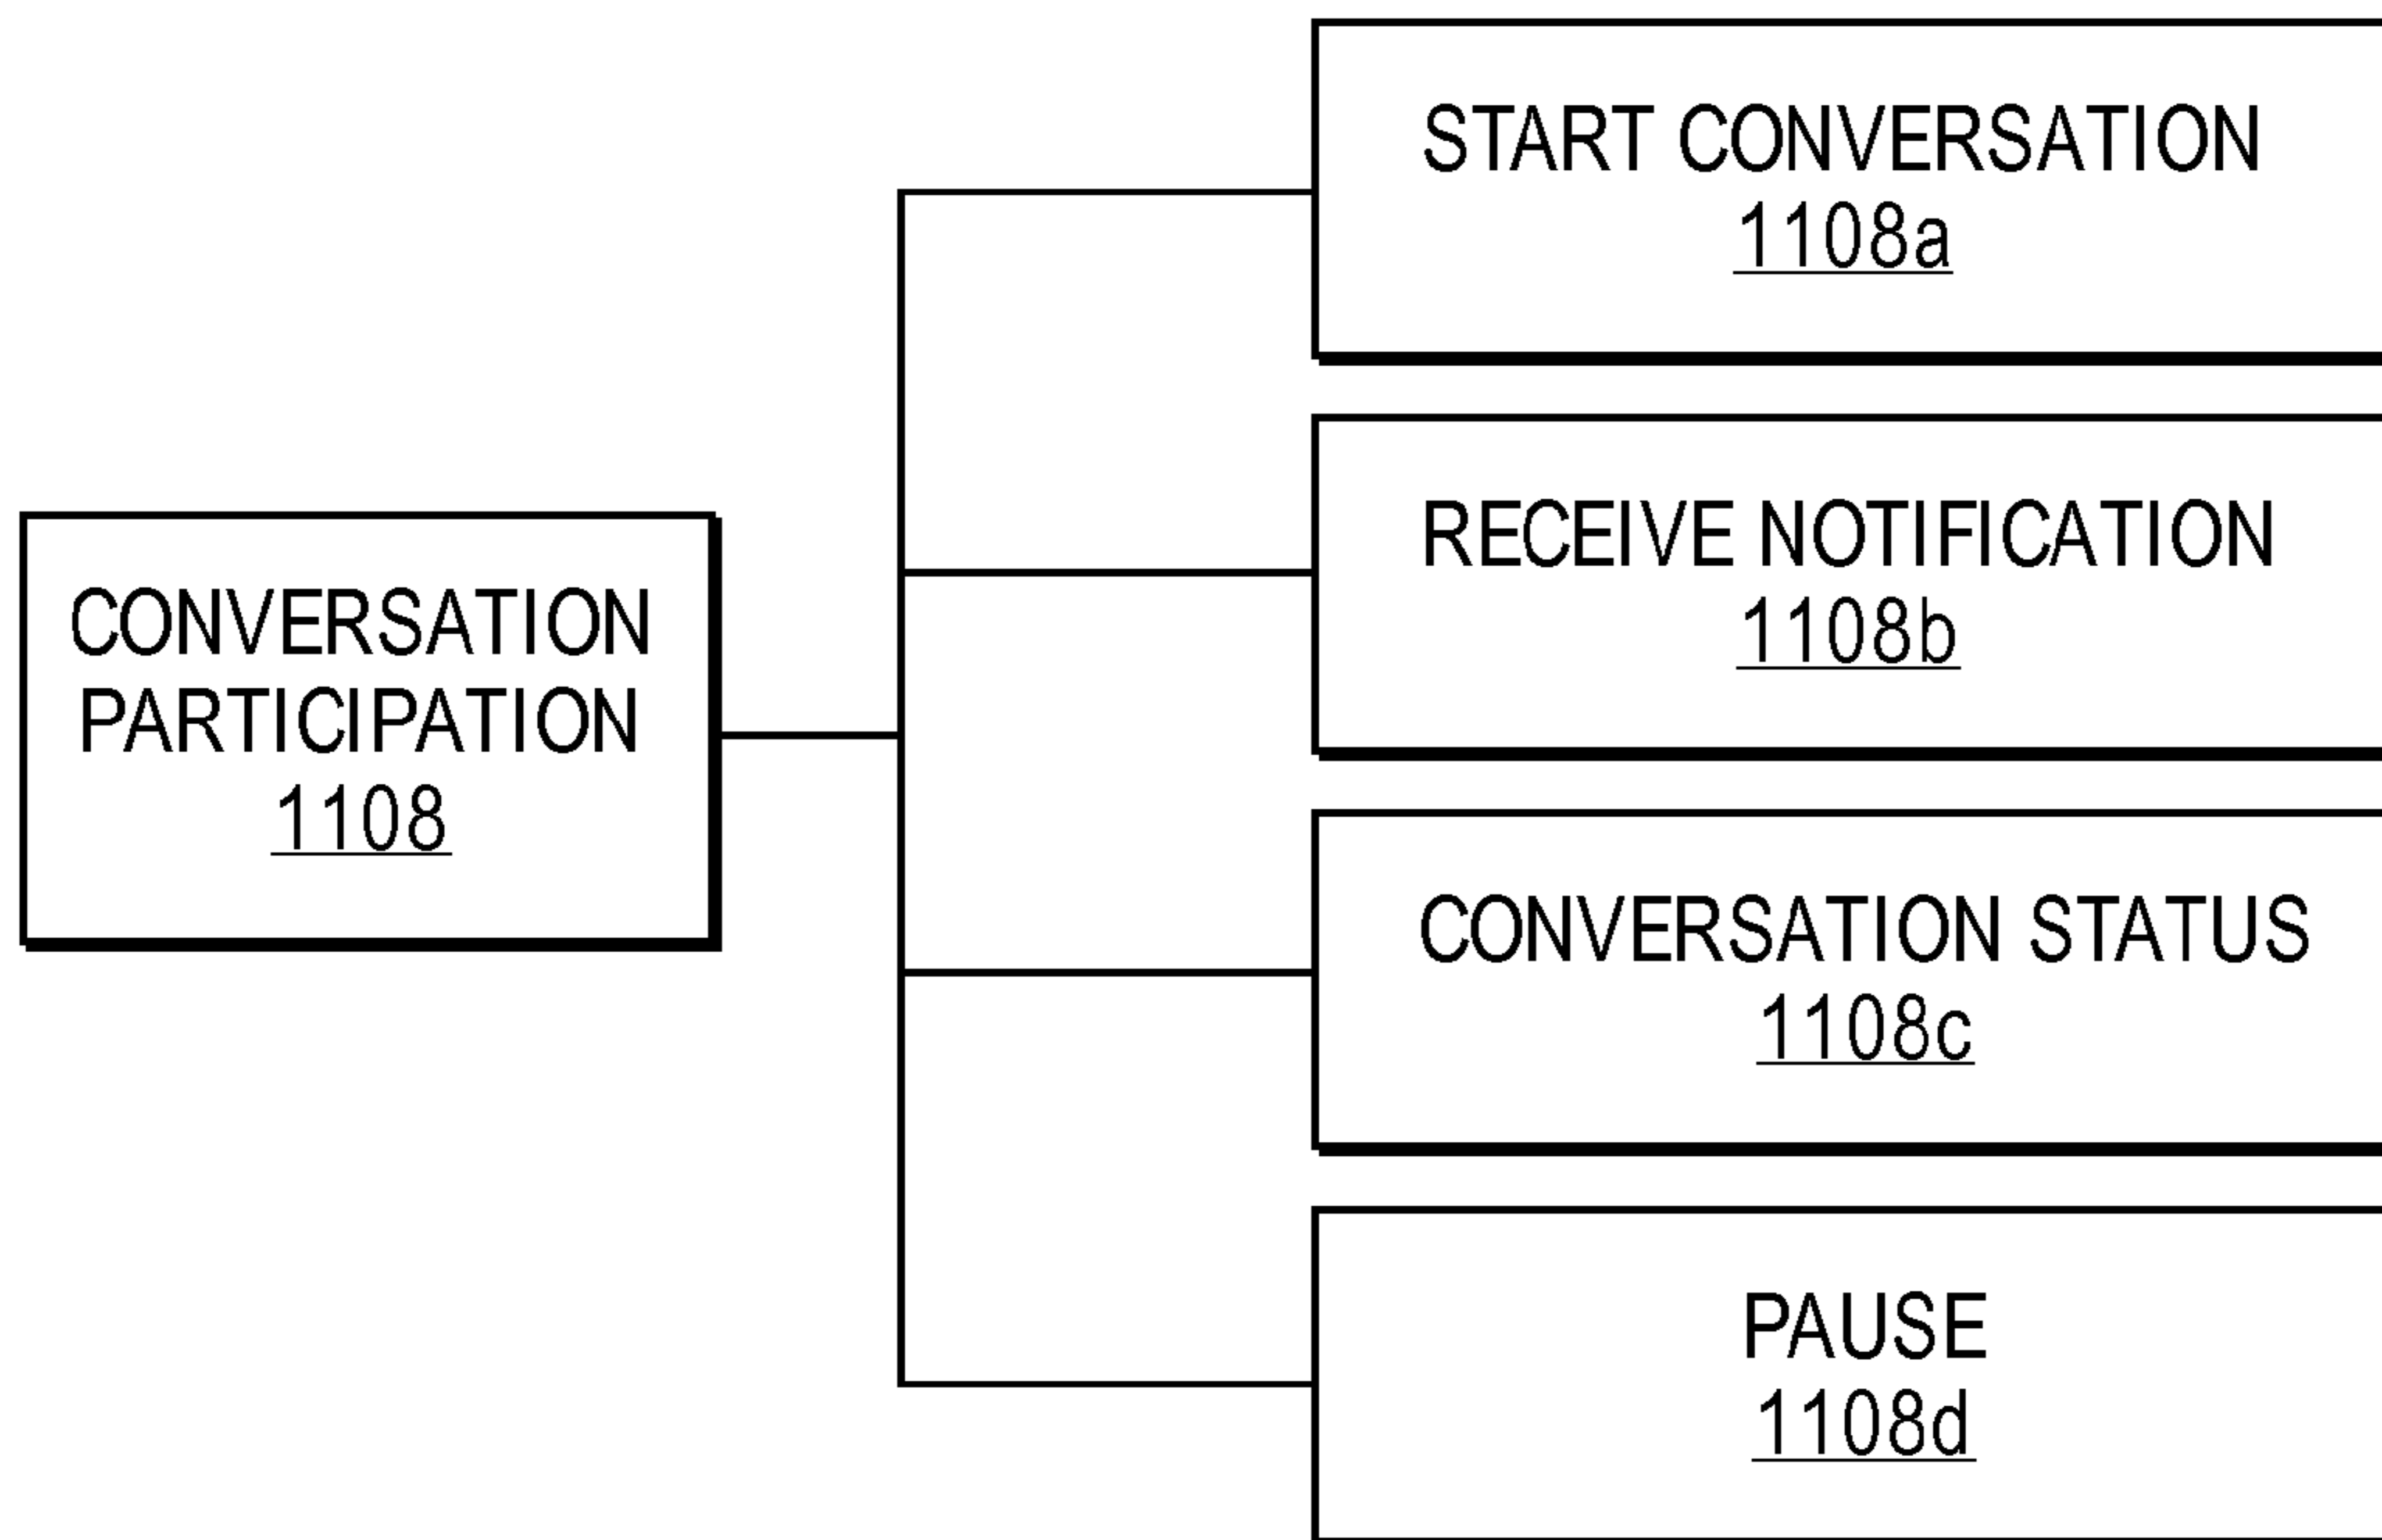 CONVERSATION
PARTICIPATION
1108
START CONVERSATION
1108a
RECEIVE NOTIFICATION
1108b
CONVERSATION STATUS
1108c
PAUSE
1108d